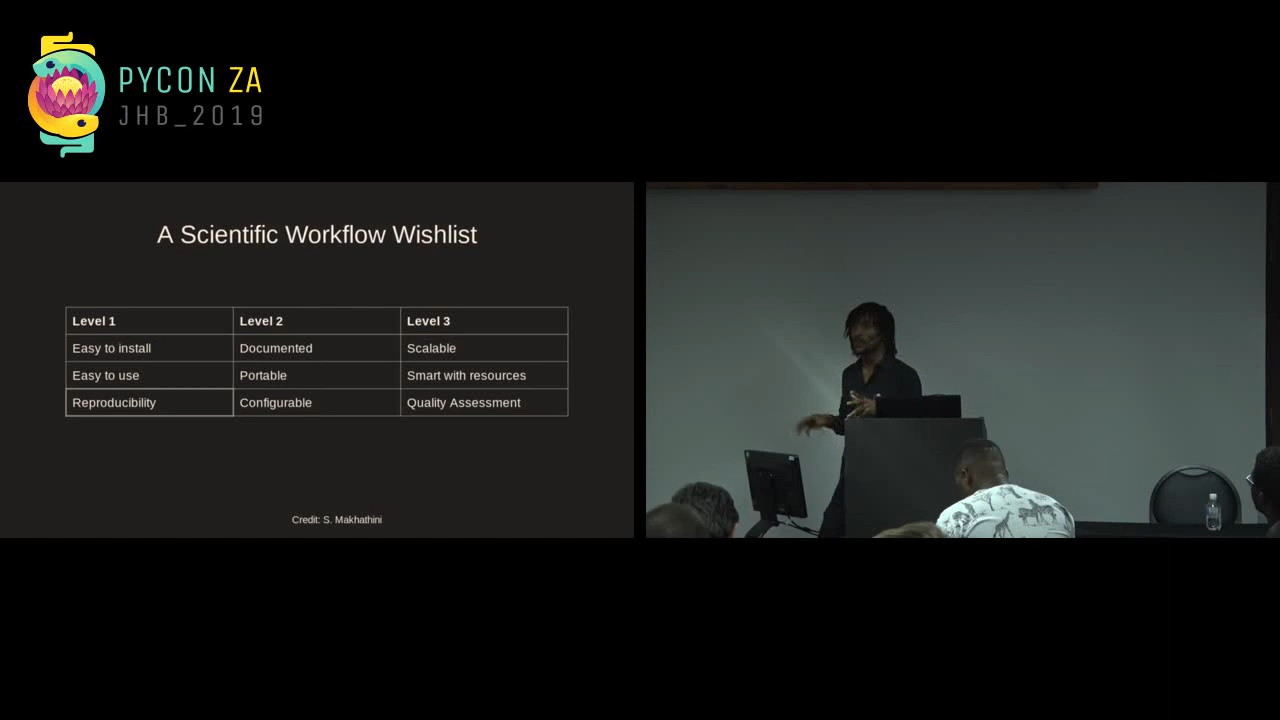 PYCON ZA
JHB_2019
A Scientific Workflow Wishlist
Level 1 Level 2 Level 3
Easy to install Documented Scalable
Easy to use Portable Smart with resources
Reproducibility Configurable Quality Assessment
Credit: S. Makhathini